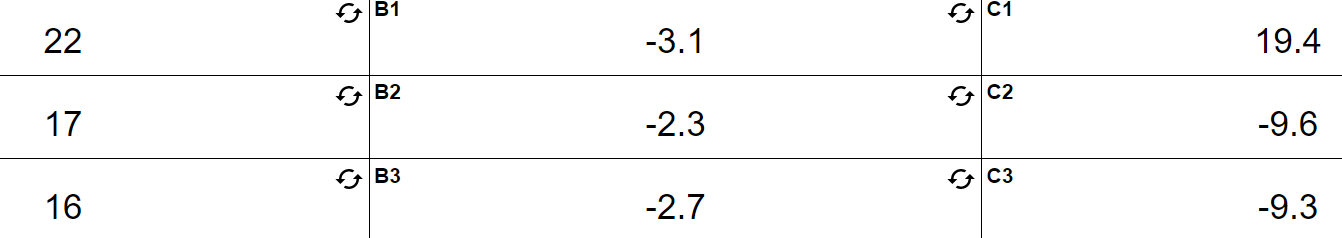 B1 C1
22 -3.1 19.4
B2 C2
17 -2.3 -9.6
B3 C3
16 -2.7 -9.3